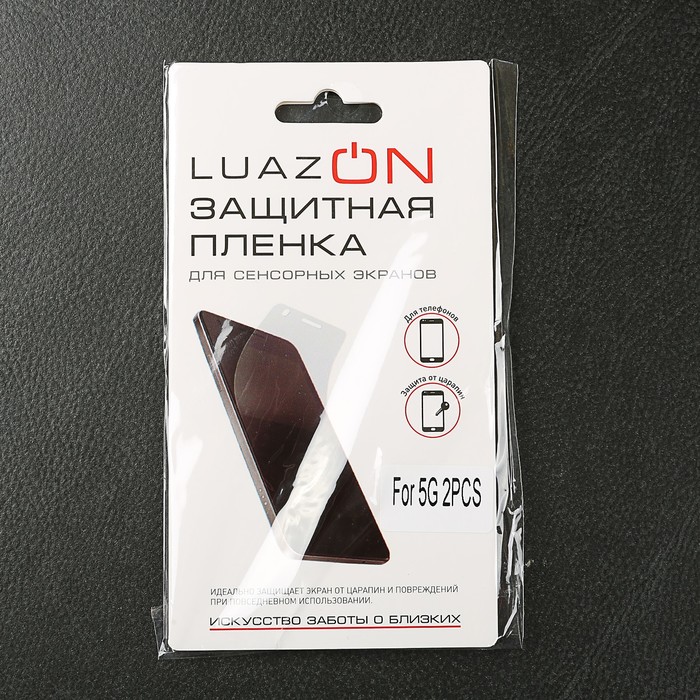 LUAZON
ЗАЩИТНАЯ
ПЛЕНКА
ДЛЯ СЕНСОРНЫХ ЭКРАНОВ
Для телефонов
Защита от царапин
For 5G 2PCS
ИДЕАЛЬНО ЗАЩИЩАЕТ ЭКРАН ОТ ЦАРАПИН И ПОВРЕЖДЕНИЙ
ПРИ ПОВСЕДНЕВНОМ ИСПОЛЬЗОВАНИИ.
ИСКУССТВО ЗАБОТЫ О БЛИЗКИХ